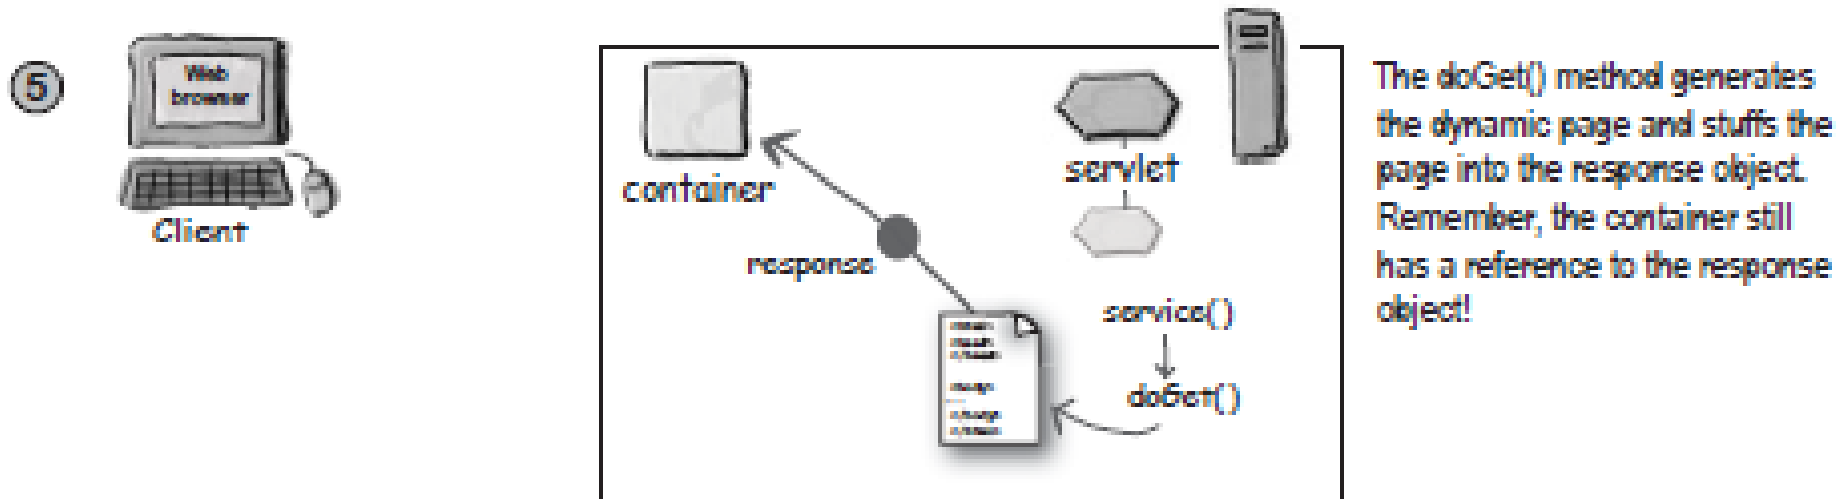 5
Web
browser
Client
container
response
servlet
service()
doGet()
The doGet() method generates
the dynamic page and stuffs the
page into the response object.
Remember, the container still
has a reference to the response
object!